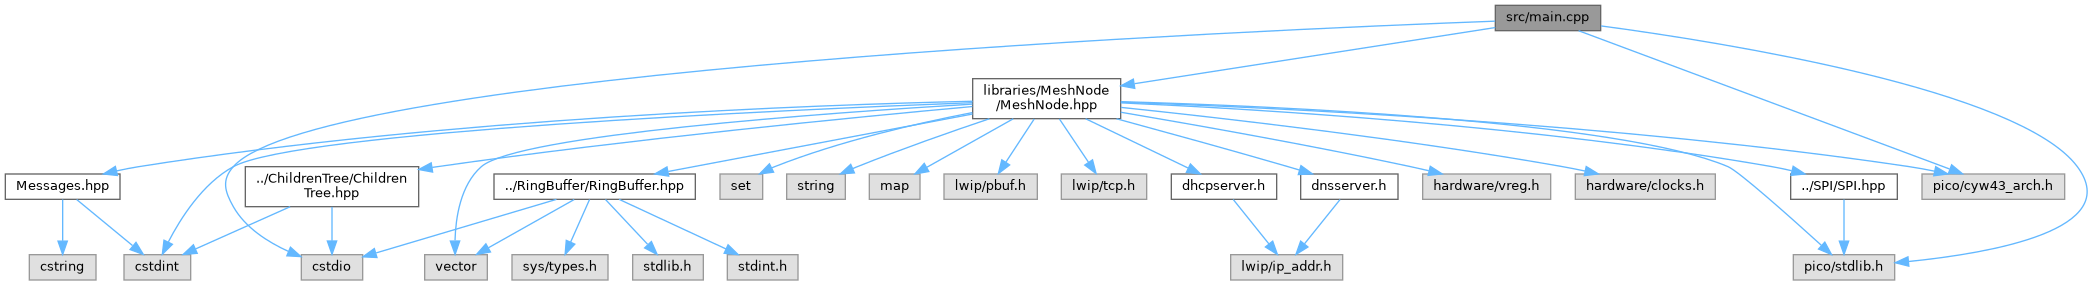 src/main.cpp
libraries/MeshNode
/MeshNode.hpp
Messages.hpp
../ChildrenTree/Children
Tree.hpp
../RingBuffer/RingBuffer.hpp
set
string
map
lwip/pbuf.h
lwip/tcp.h
dhcpserver.h
dnsserver.h
hardware/vreg.h
hardware/clocks.h
../SPI/SPI.hpp
pico/cyw43_arch.h
cstring
cstdint
cstdio
vector
sys/types.h
stdlib.h
stdint.h
lwip/ip_addr.h
pico/stdlib.h